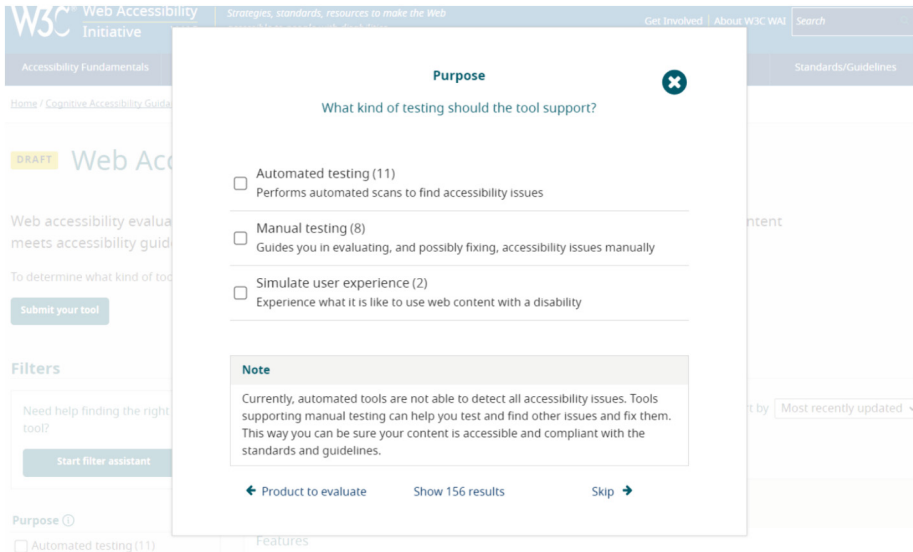 W3C Web Accessibility
Initiative
Strategies, standards, resources to make the Web
Get Involved | About W3C WAI
Search
Accessibility Fundamentals
Standards/Guidelines
Home / Cognitive Accessibility Guida
DRAFT Web Acc
Web accessibility evalua
ntent
meets accessibility guid
To determine what kind of too
Submit your tool
Filters
Need help finding the right
tool?
Start filter assistant
rt by Most recently updated
Purpose
Automated testing (11)
Features
Purpose
What kind of testing should the tool support?
Automated testing (11)
Performs automated scans to find accessibility issues
Manual testing (8)
Guides you in evaluating, and possibly fixing, accessibility issues manually
Simulate user experience (2)
Experience what it is like to use web content with a disability
Note
Currently, automated tools are not able to detect all accessibility issues. Tools
supporting manual testing can help you test and find other issues and fix them.
This way you can be sure your content is accessible and compliant with the
standards and guidelines.
Product to evaluate
Show 156 results
Skip